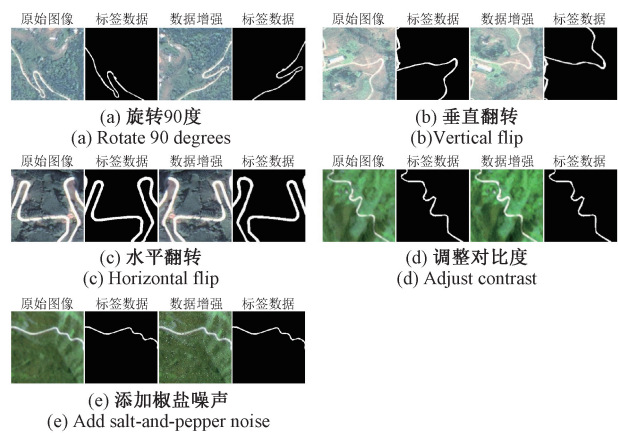 原始图像 标签数据 数据增强 标签数据
(a) 旋转90度
(a) Rotate 90 degrees
原始图像 标签数据 数据增强 标签数据
(b) 垂直翻转
(b)Vertical flip
原始图像 标签数据 数据增强 标签数据
(c) 水平翻转
(c) Horizontal flip
原始图像 标签数据 数据增强 标签数据
(d) 调整对比度
(d) Adjust contrast
原始图像 标签数据 数据增强 标签数据
(e) 添加椒盐噪声
(e) Add salt-and-pepper noise